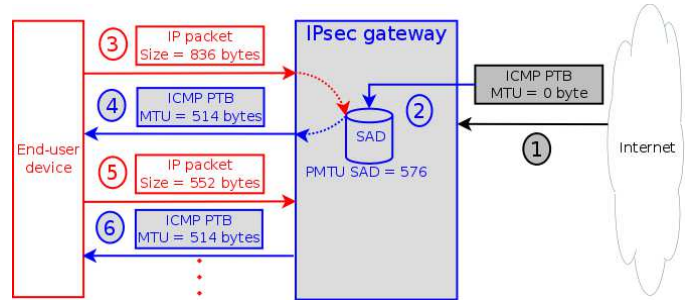 3
IP packet
Size = 836 bytes
IPsec gateway
4
ICMP PTB
MTU = 514 bytes
2
ICMP PTB
MTU = 0 byte
SAD
1
Internet
End-user
device
5
IP packet
Size = 552 bytes
PMTU SAD = 576
6
ICMP PTB
MTU = 514 bytes